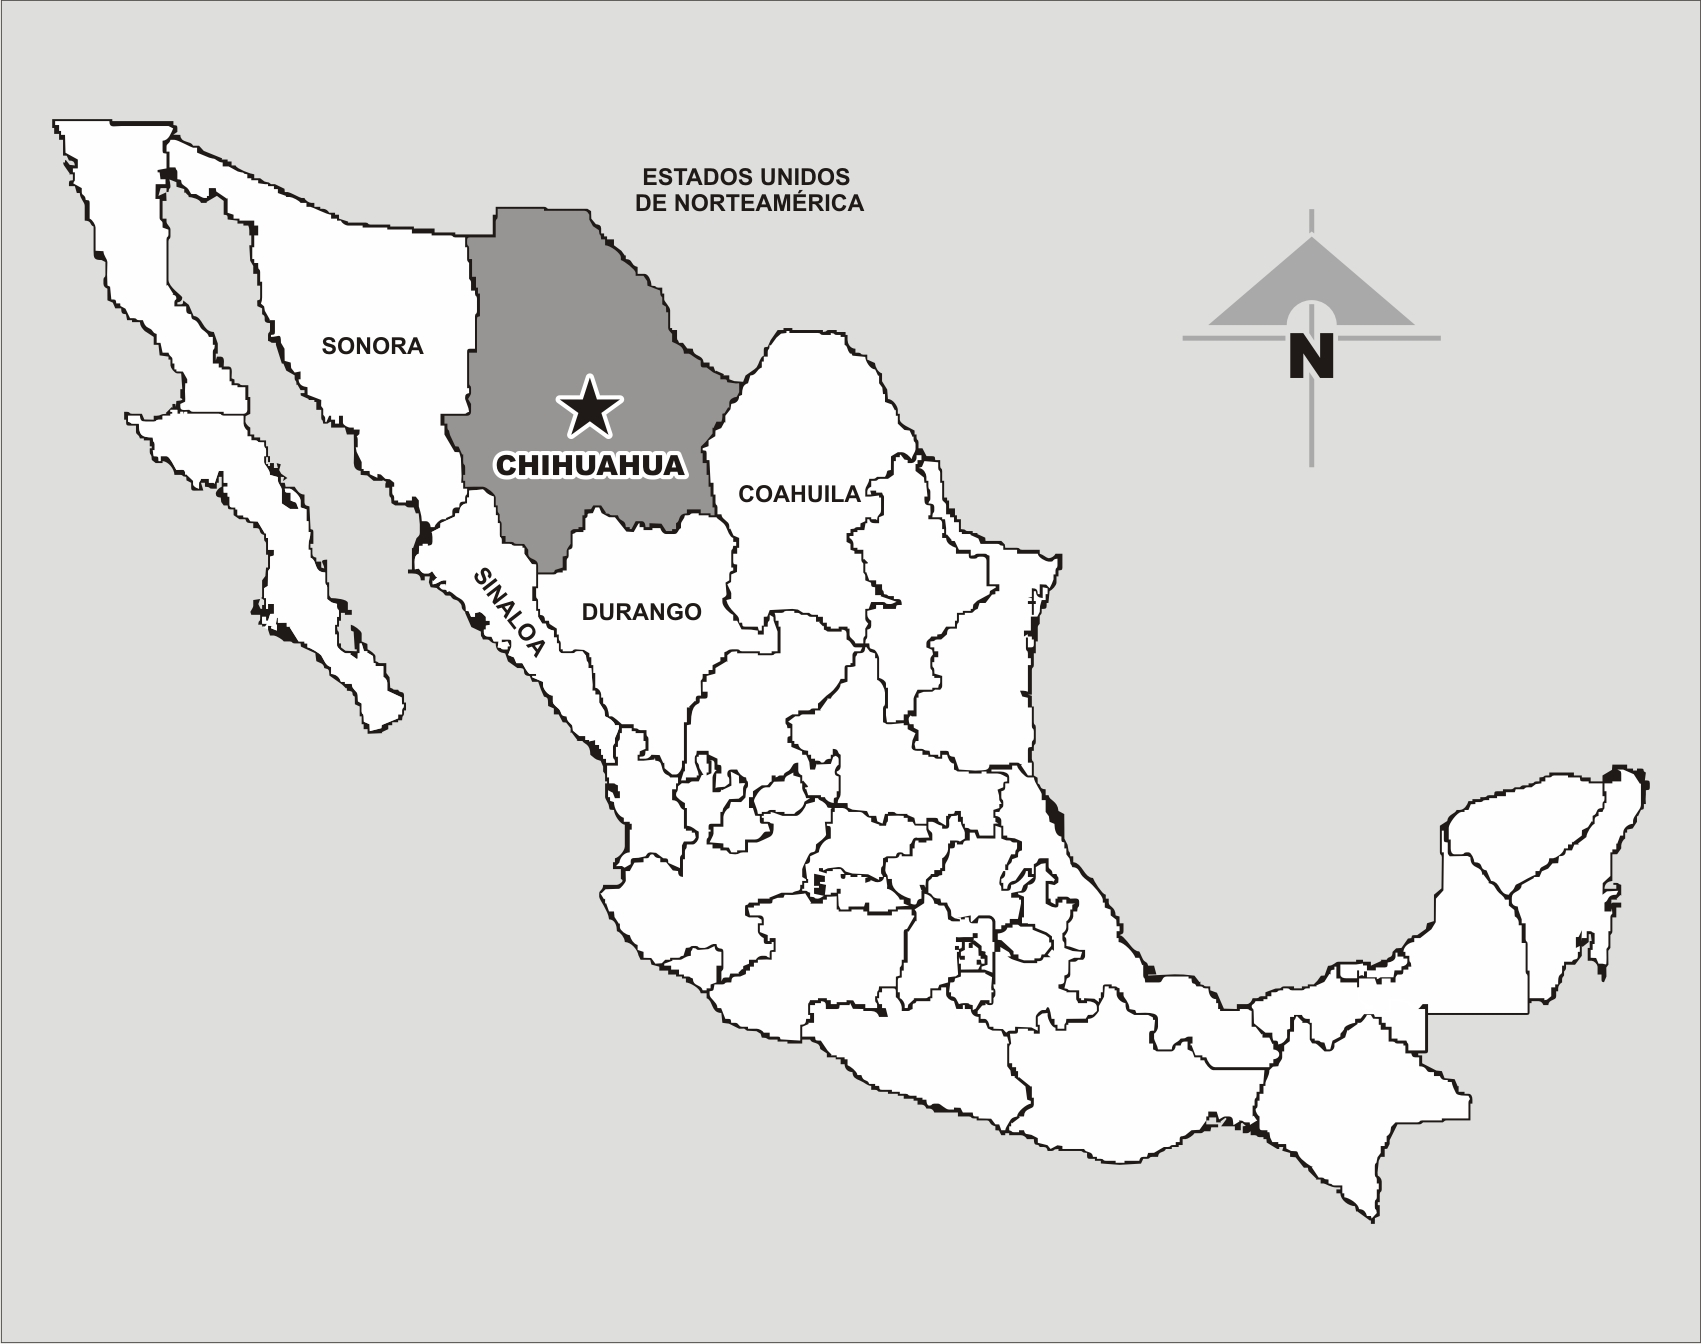 ESTADOS UNIDOS
DE NORTEAMÉRICA
SONORA
N
CHIHUAHUA
COAHUILA
SINALOA
DURANGO